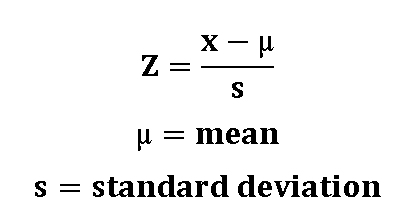 Z = (x − μ) / s
μ = mean
s = standard deviation